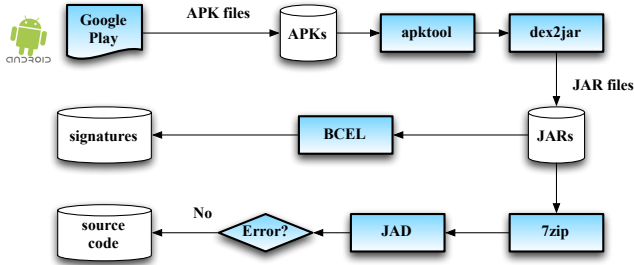 Google
Play
APK files
APKs
apktool
dex2jar
ANDROID
JAR files
signatures
BCEL
JARs
No
source
code
Error?
JAD
7zip